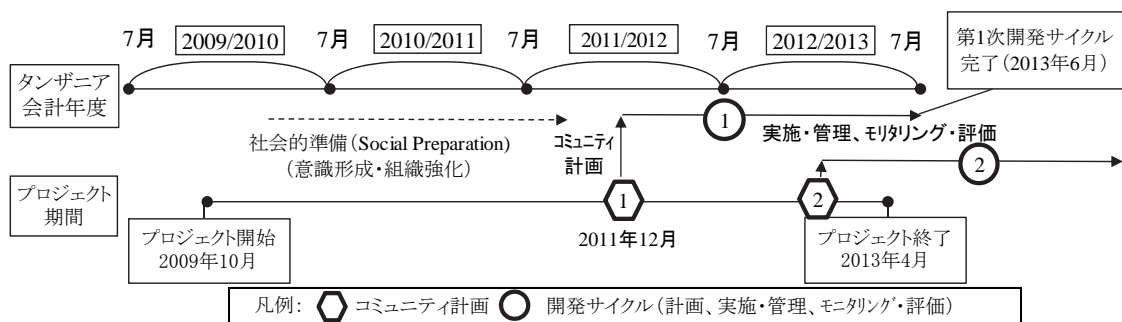 7月 2009/2010 7月 2010/2011 7月 2011/2012 7月 2012/2013 7月
第1次開発サイクル
完了(2013年6月)
タンザニア
会計年度
1
社会的準備(Social Preparation)
(意識形成・組織強化)
コミュニティ
計画
実施・管理、モリタリング・評価
2
プロジェクト
期間
1
2
2011年12月
プロジェクト開始
2009年10月
プロジェクト終了
2013年4月
凡例: コミュニティ計画 開発サイクル(計画、実施・管理、モニタリング・評価)